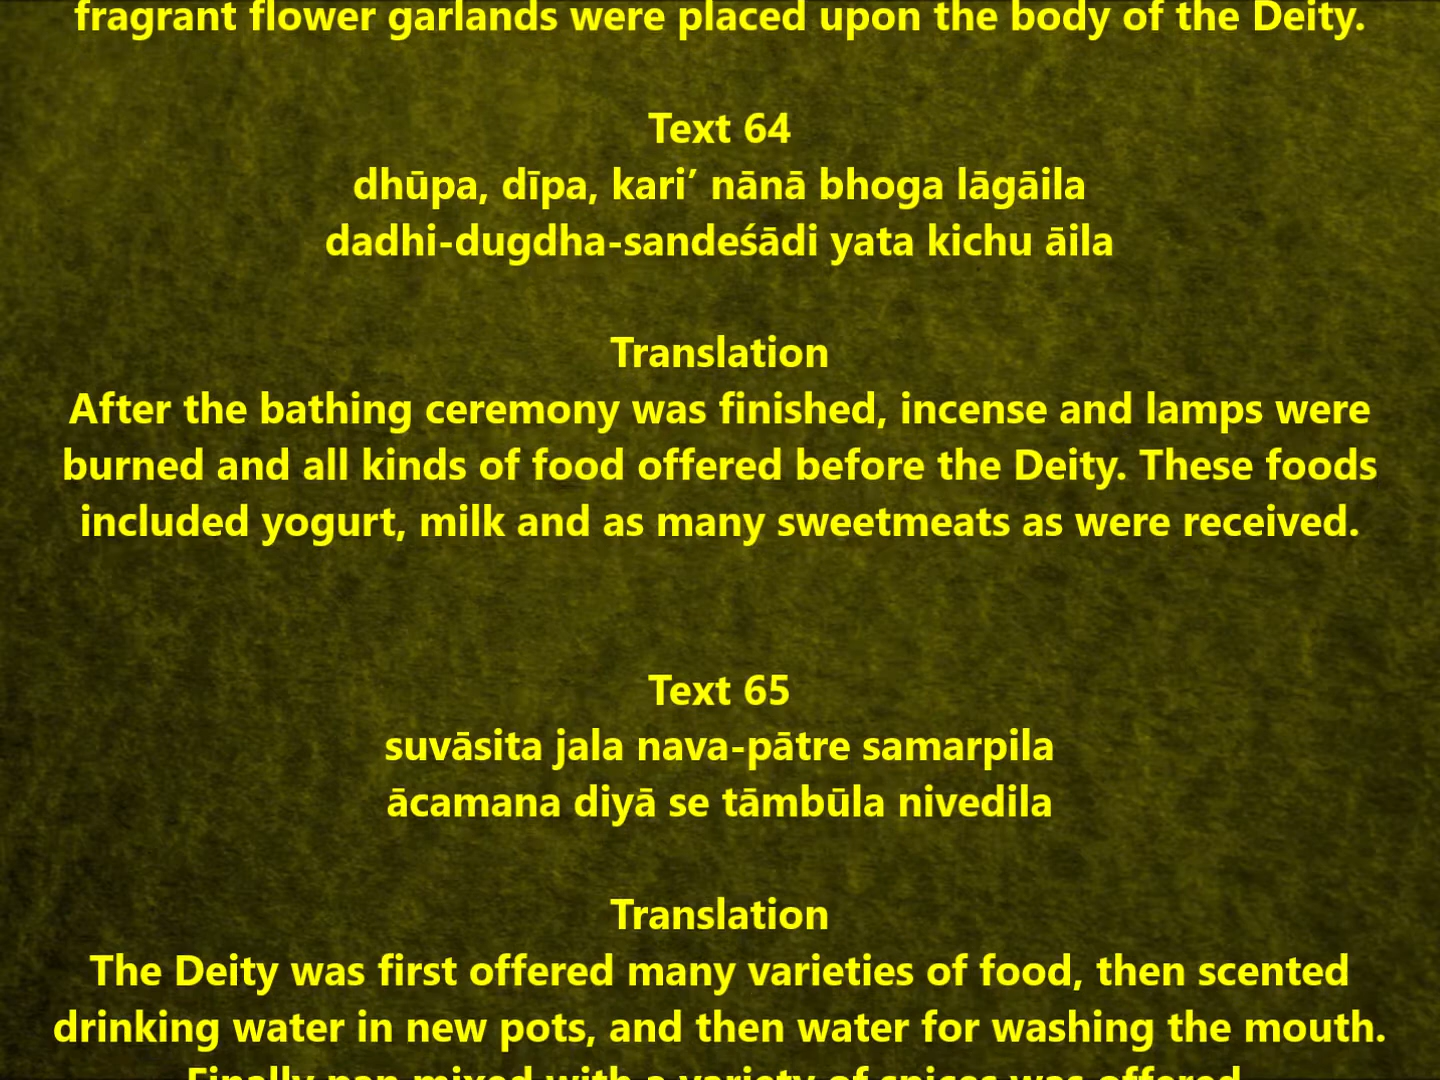 fragrant flower garlands were placed upon the body of the Deity.
Text 64
dhūpa, dīpa, kari’ nānā bhoga lāgāila
dadhi-dugdha-sandeśādi yata kichu āila
Translation
After the bathing ceremony was finished, incense and lamps were
burned and all kinds of food offered before the Deity. These foods
included yogurt, milk and as many sweetmeats as were received.
Text 65
suvāsita jala nava-pātre samarpila
ācamana diyā se tāmbūla nivedila
Translation
The Deity was first offered many varieties of food, then scented
drinking water in new pots, and then water for washing the mouth.
Finally pan mixed with a variety of spices was offered.